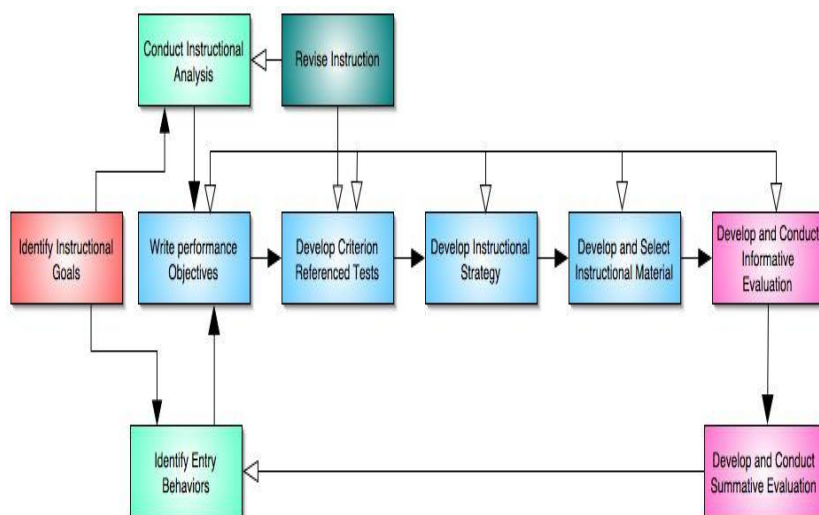 Conduct Instructional
Analysis
Revise Instruction
Identify Instructional
Goals
Write performance
Objectives
Develop Criterion
Referenced Tests
Develop Instructional
Strategy
Develop and Select
Instructional Material
Develop and Conduct
Informative
Evaluation
Identify Entry
Behaviors
Develop and Conduct
Summative Evaluation